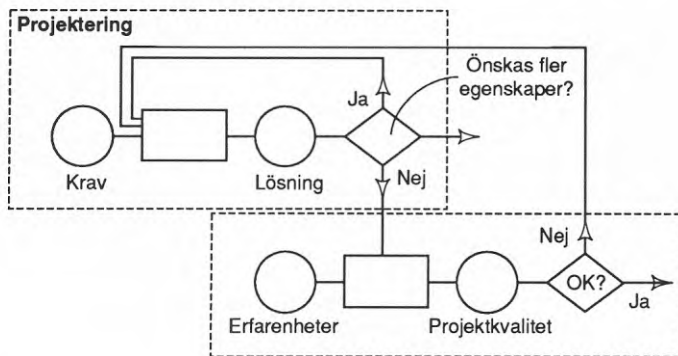 Projektering
Önskas fler
egenskaper?
Ja
Krav
Lösning
Nej
Nej
OK?
Ja
Erfarenheter
Projektkvalitet